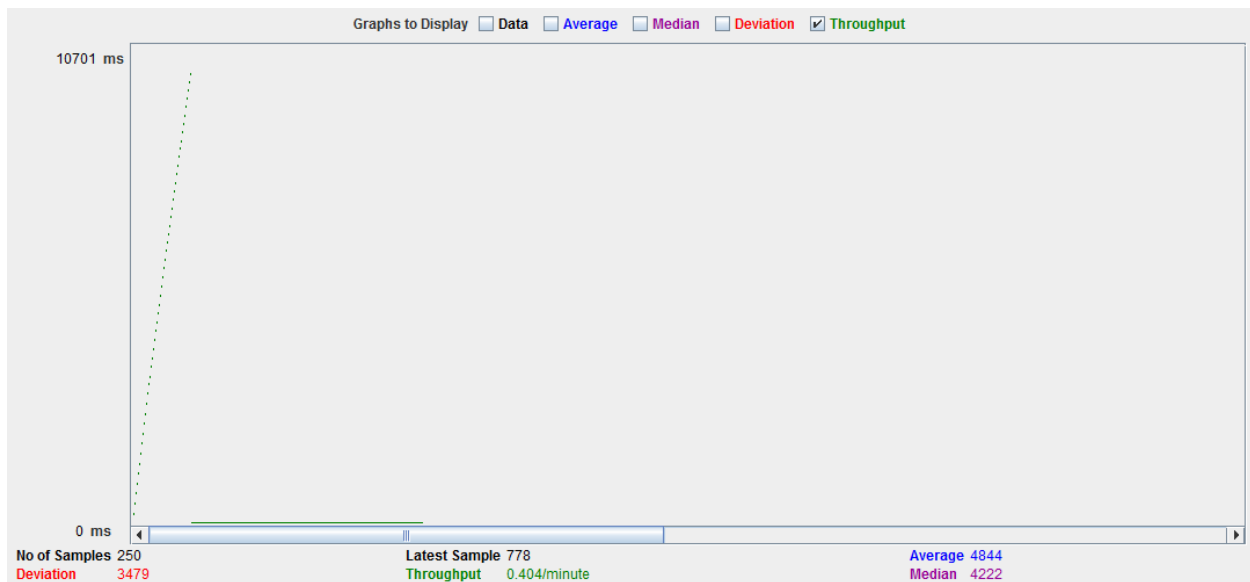 Graphs to Display Data Average Median Deviation Throughput
10701 ms
0 ms
No of Samples 250 Latest Sample 778 Average 4844
Deviation 3479 Throughput 0.404/minute Median 4222